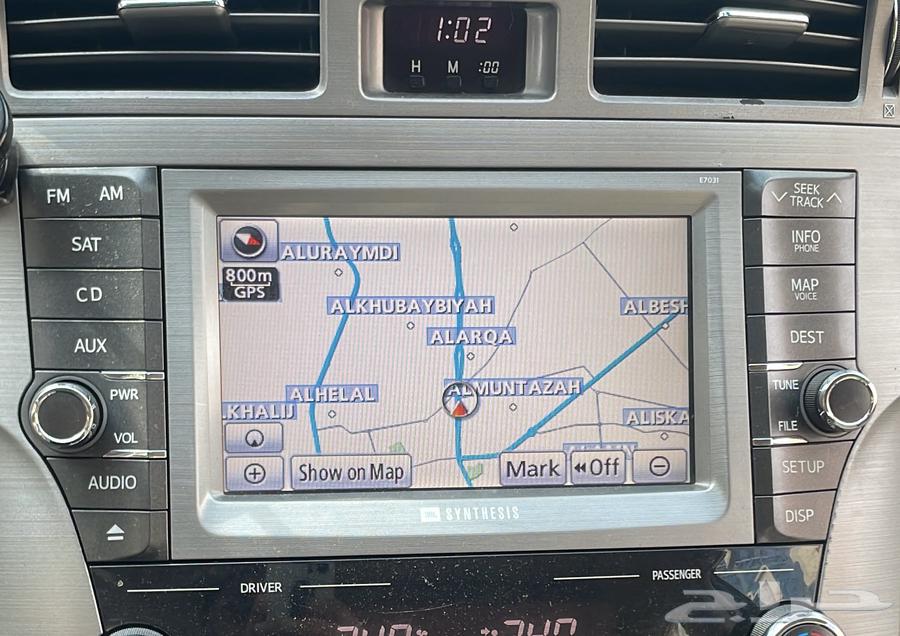 1:02
H M :00
E7031
FM AM
SAT
CD
AUX
PWR
VOL
AUDIO
800m
GPS
ALURAYMDI
ALKHUBAYBIYAH
ALBESH
ALARQA
ALMUNTAZAH
ALHELAL
.KHALIJ
ALISKA
Show on Map
Mark
Off
JBL SYNTHESIS
SEEK
TRACK
INFO
PHONE
MAP
VOICE
DEST
TUNE
FILE
SETUP
DISP
DRIVER
PASSENGER
حراج